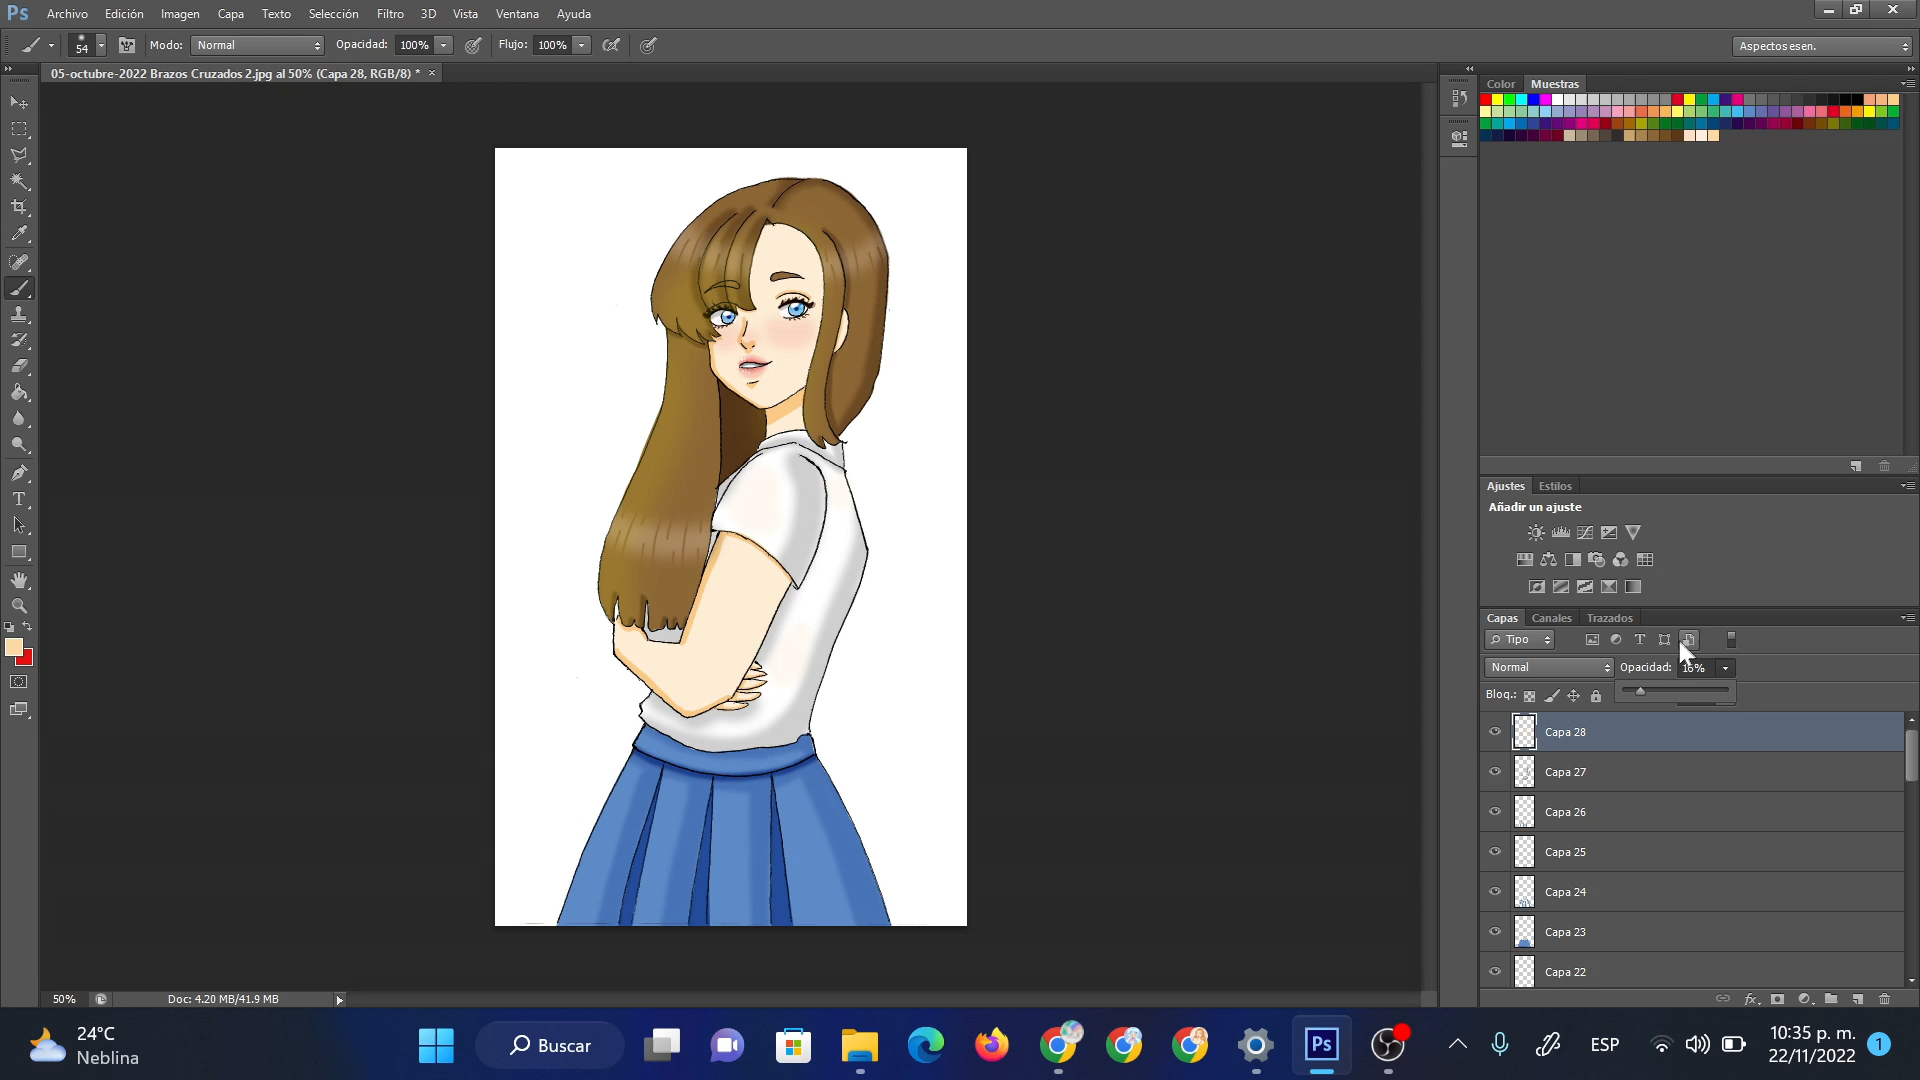 Ps Archivo Edición Imagen Capa Texto Selección Filtro 3D Vista Ventana Ayuda
54 Modo: Normal Opacidad: 100% Flujo: 100% Aspectos esen.
05-octubre-2022 Brazos Cruzados 2.jpg al 50% (Capa 28, RGB/8) * ×
Color Muestras
Ajustes Estilos
Añadir un ajuste
Capas Canales Trazados
Tipo
Normal Opacidad: 16%
Bloq.:
Capa 28
Capa 27
Capa 26
Capa 25
Capa 24
Capa 23
Capa 22
50% Doc: 4.20 MB/41.9 MB
24°C
Neblina
Buscar
Ps
ESP
10:35 p. m.
22/11/2022
1